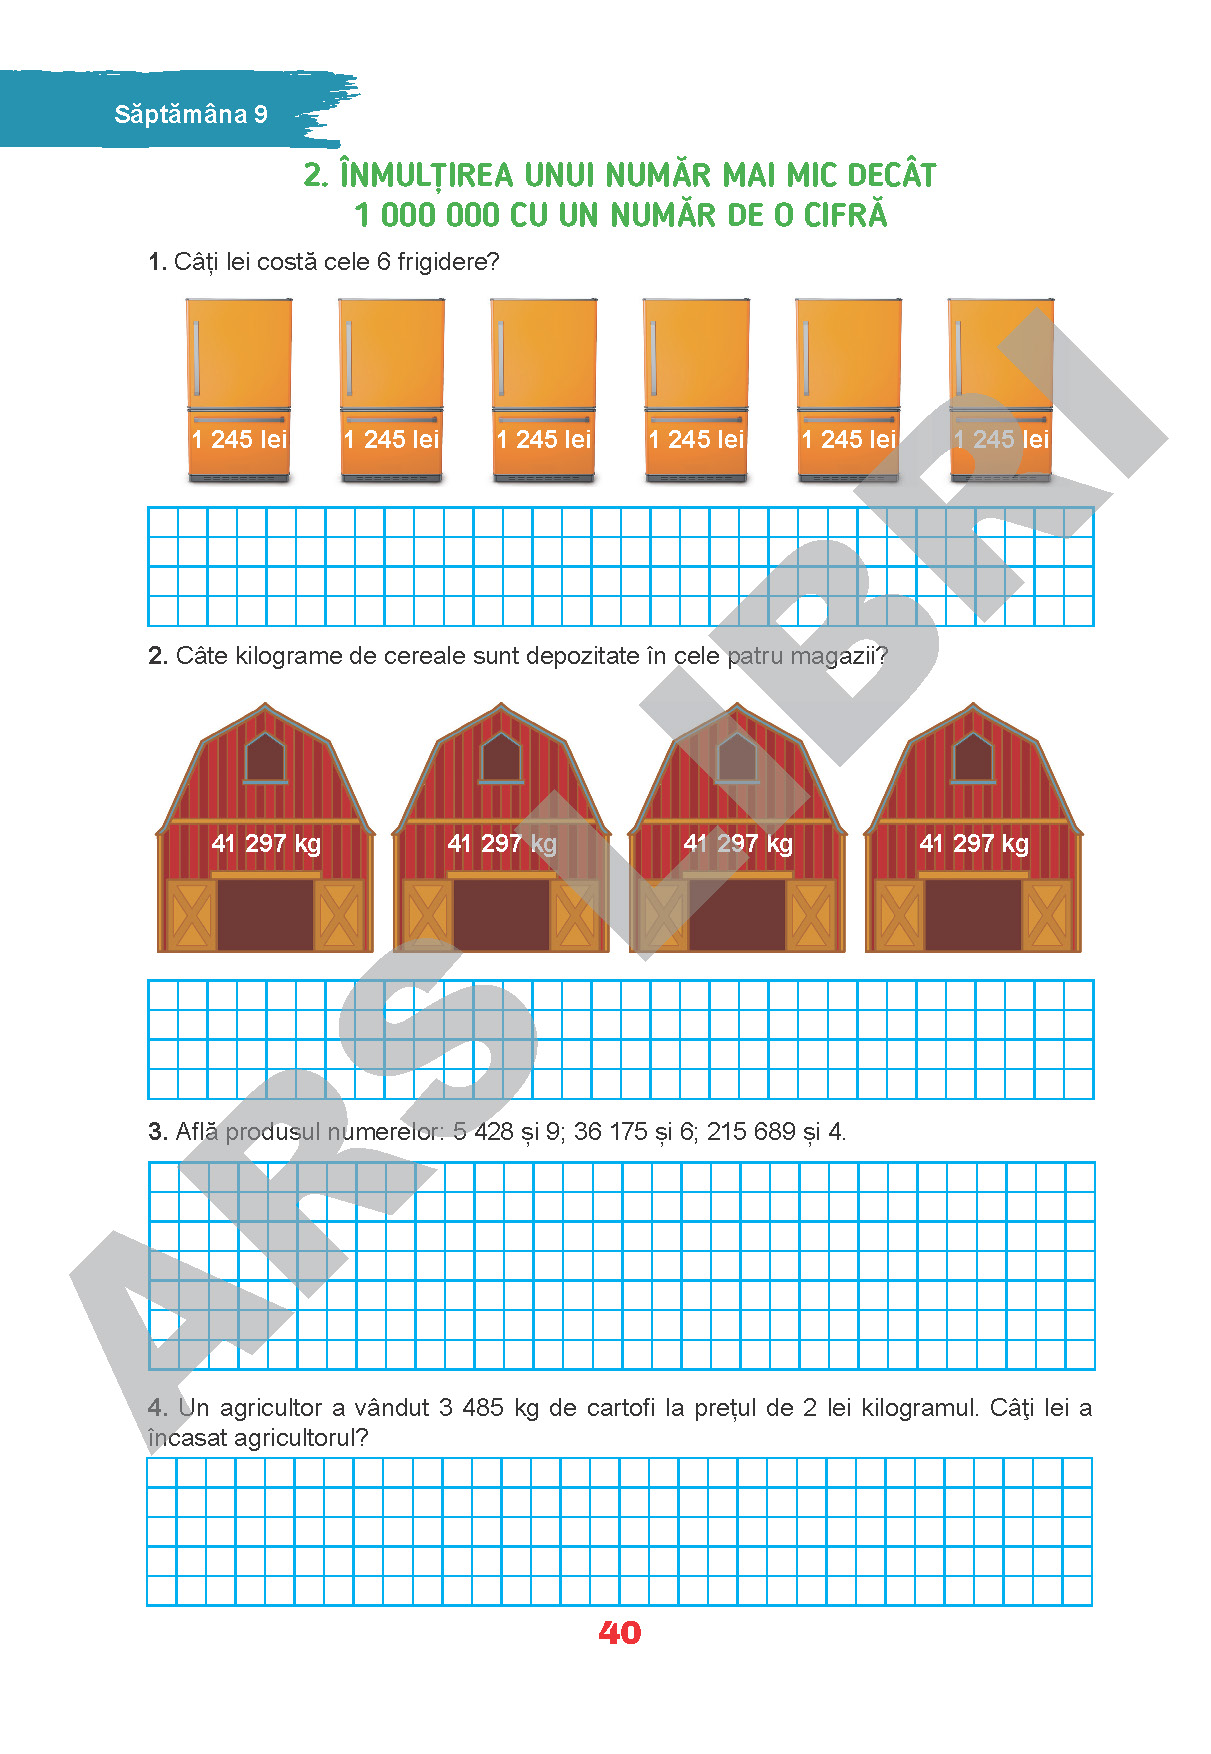 Săptămâna 9
2. ÎNMULȚIREA UNUI NUMĂR MAI MIC DECÂT
1 000 000 CU UN NUMĂR DE O CIFRĂ
1. Câți lei costă cele 6 frigidere?
1 245 lei 1 245 lei 1 245 lei 1 245 lei 1 245 lei 1 245 lei
2. Câte kilograme de cereale sunt depozitate în cele patru magazii?
41 297 kg 41 297 kg 41 297 kg 41 297 kg
3. Află produsul numerelor: 5 428 și 9; 36 175 și 6; 215 689 și 4.
4. Un agricultor a vândut 3 485 kg de cartofi la prețul de 2 lei kilogramul. Câţi lei a
încasat agricultorul?
40
ARS LIBRI